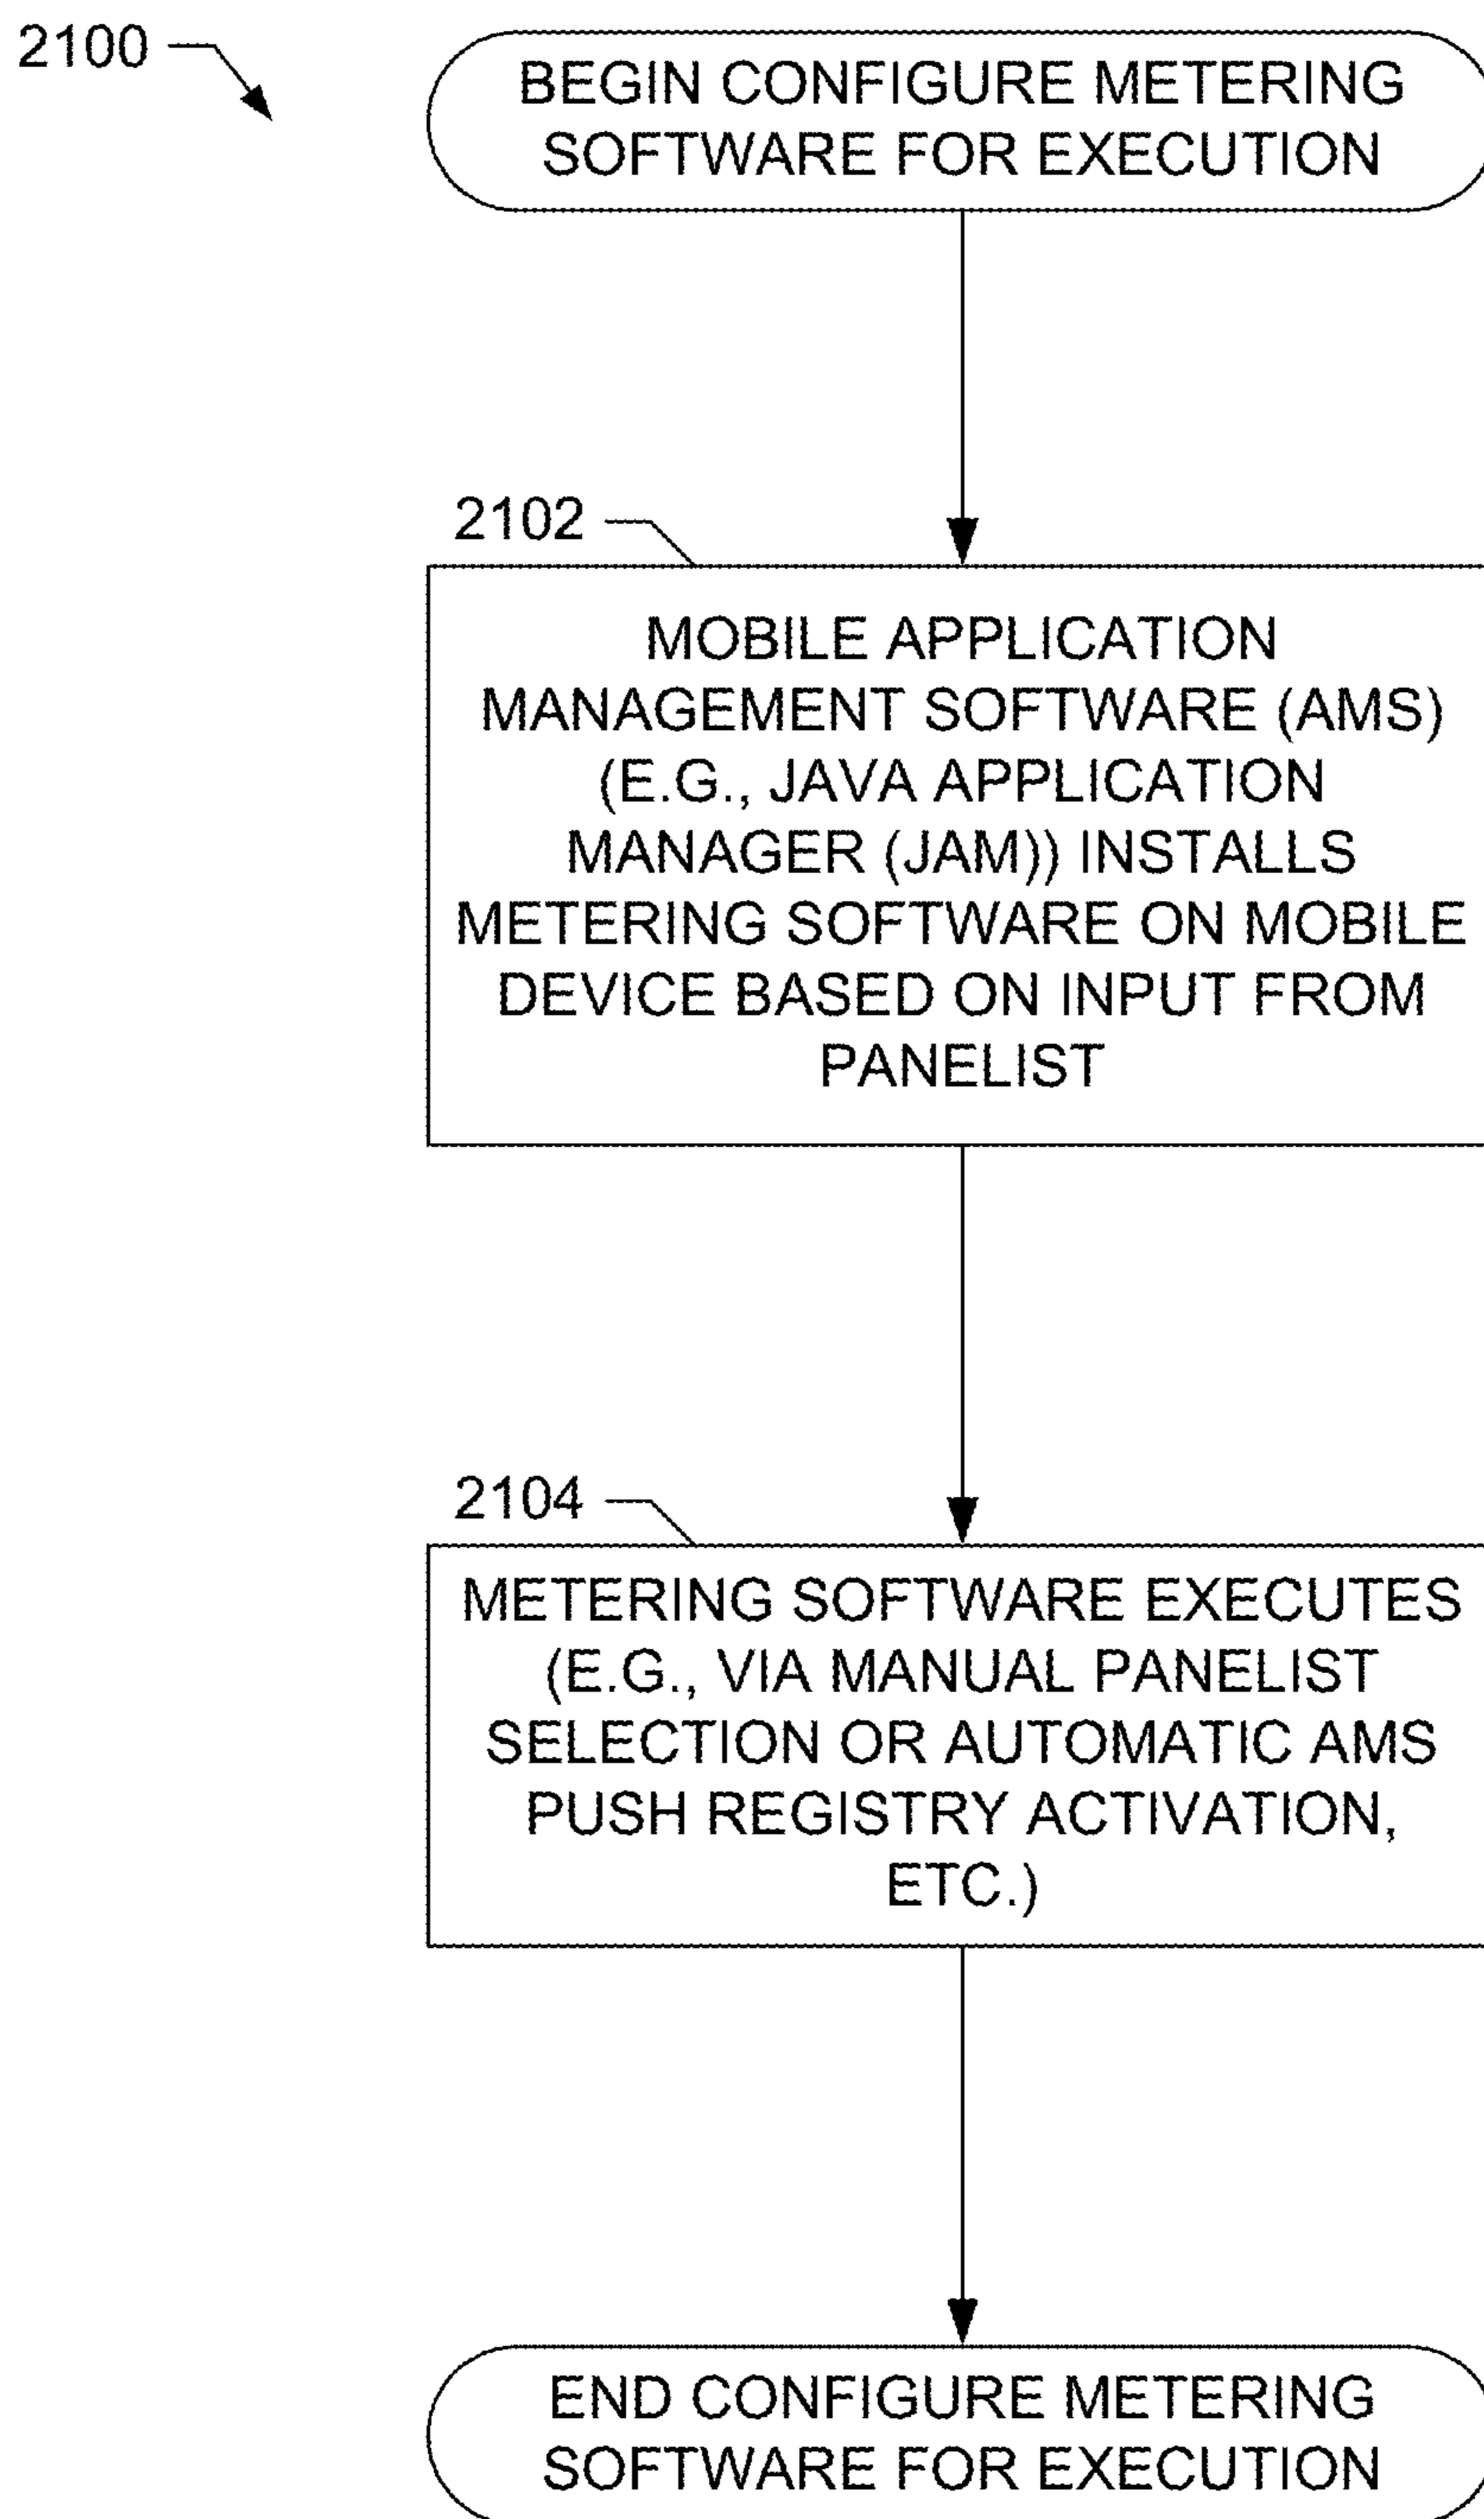 2100
BEGIN CONFIGURE METERING
SOFTWARE FOR EXECUTION
2102
MOBILE APPLICATION
MANAGEMENT SOFTWARE (AMS)
(E.G., JAVA APPLICATION
MANAGER (JAM)) INSTALLS
METERING SOFTWARE ON MOBILE
DEVICE BASED ON INPUT FROM
PANELIST
2104
METERING SOFTWARE EXECUTES
(E.G., VIA MANUAL PANELIST
SELECTION OR AUTOMATIC AMS
PUSH REGISTRY ACTIVATION,
ETC.)
END CONFIGURE METERING
SOFTWARE FOR EXECUTION